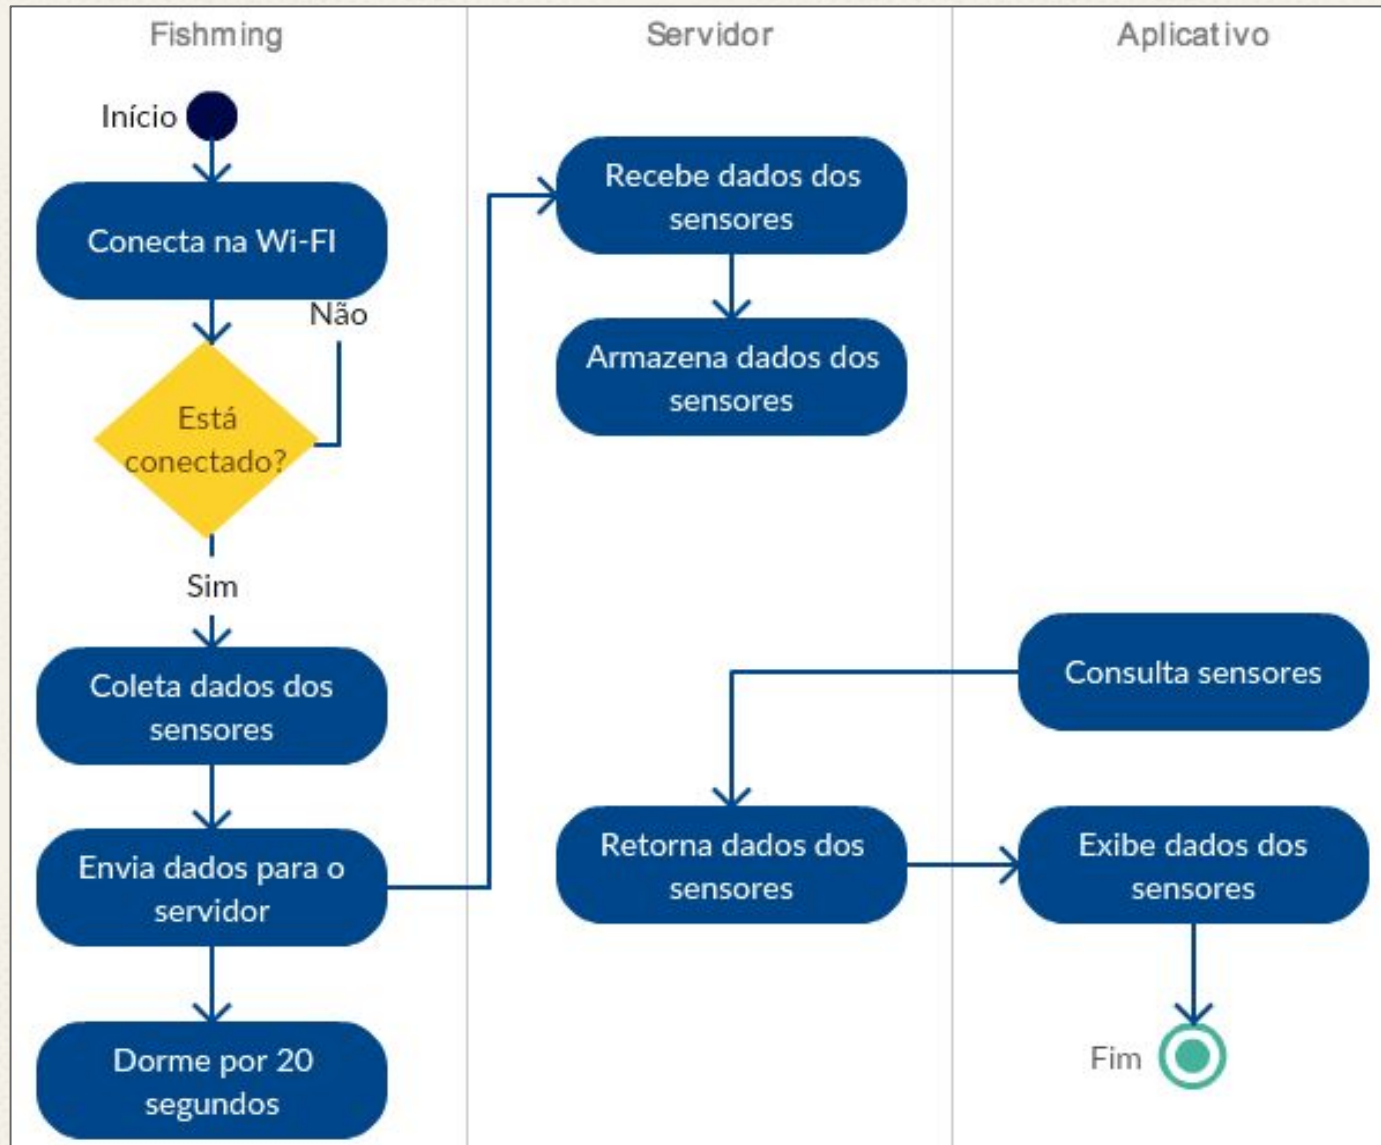 Fishming
Servidor
Aplicativo
Início
Conecta na Wi-FI
Não
Está
conectado?
Sim
Coleta dados dos
sensores
Envia dados para o
servidor
Dorme por 20
segundos
Recebe dados dos
sensores
Armazena dados dos
sensores
Retorna dados dos
sensores
Consulta sensores
Exibe dados dos
sensores
Fim